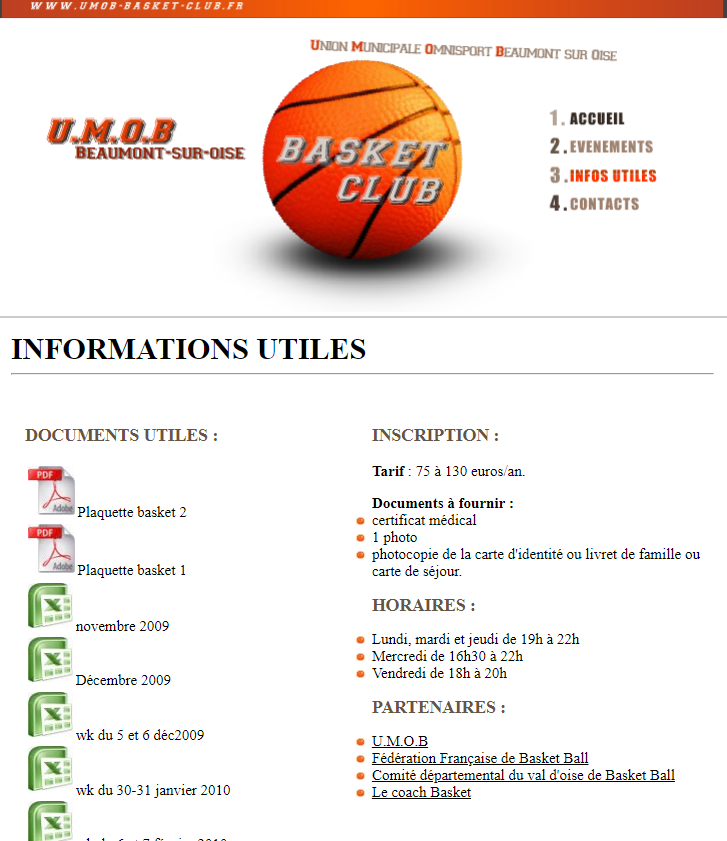 WWW.UMOB-BASKET-CLUB.FR
Union Municipale Omnisport Beaumont sur Oise
U.M.O.B
BEAUMONT-SUR-OISE
BASKET
CLUB
1. ACCUEIL
2. EVENEMENTS
3. INFOS UTILES
4. CONTACTS
INFORMATIONS UTILES
DOCUMENTS UTILES :
PDF
Adobe
Plaquette basket 2
PDF
Adobe
Plaquette basket 1
novembre 2009
Décembre 2009
wk du 5 et 6 déc2009
wk du 30-31 janvier 2010
INSCRIPTION :
Tarif : 75 à 130 euros/an.
Documents à fournir :
certificat médical
1 photo
photocopie de la carte d'identité ou livret de famille ou
carte de séjour.
HORAIRES :
Lundi, mardi et jeudi de 19h à 22h
Mercredi de 16h30 à 22h
Vendredi de 18h à 20h
PARTENAIRES :
U.M.O.B
Fédération Française de Basket Ball
Comité départemental du val d'oise de Basket Ball
Le coach Basket